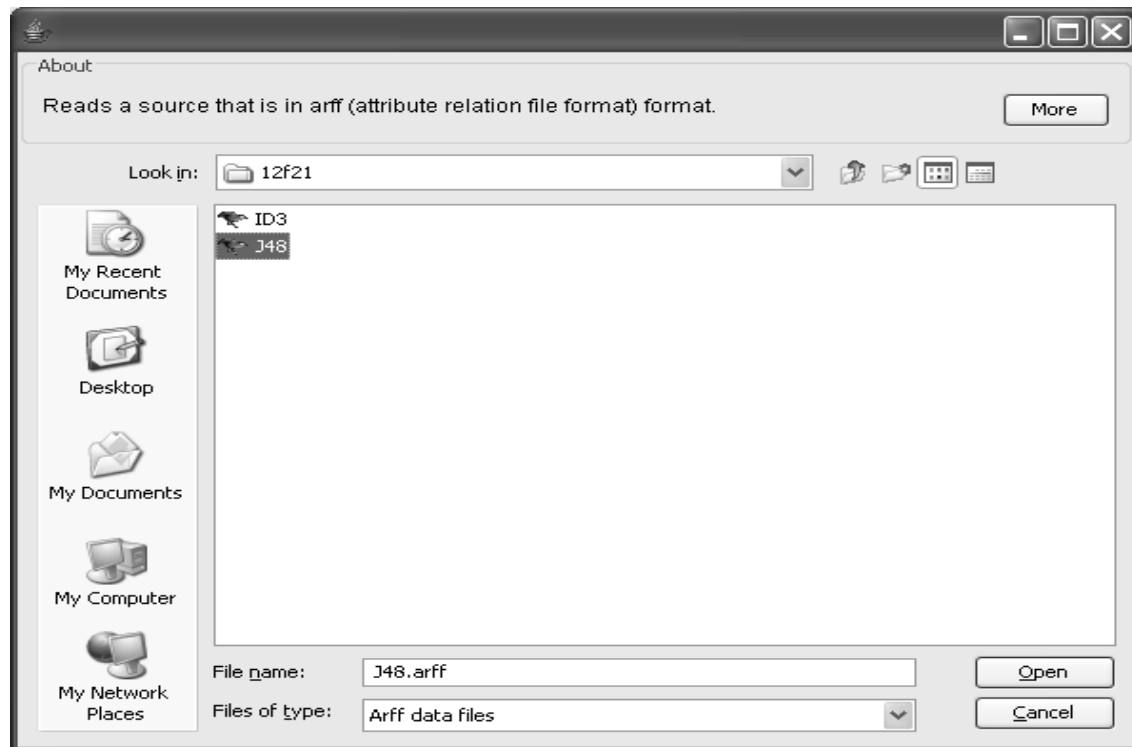 About
Reads a source that is in arff (attribute relation file format) format.
More
Look in:
12f21
ID3
J48
My Recent
Documents
Desktop
My Documents
My Computer
My Network
Places
File name:
J48.arff
Open
Files of type:
Arff data files
Cancel